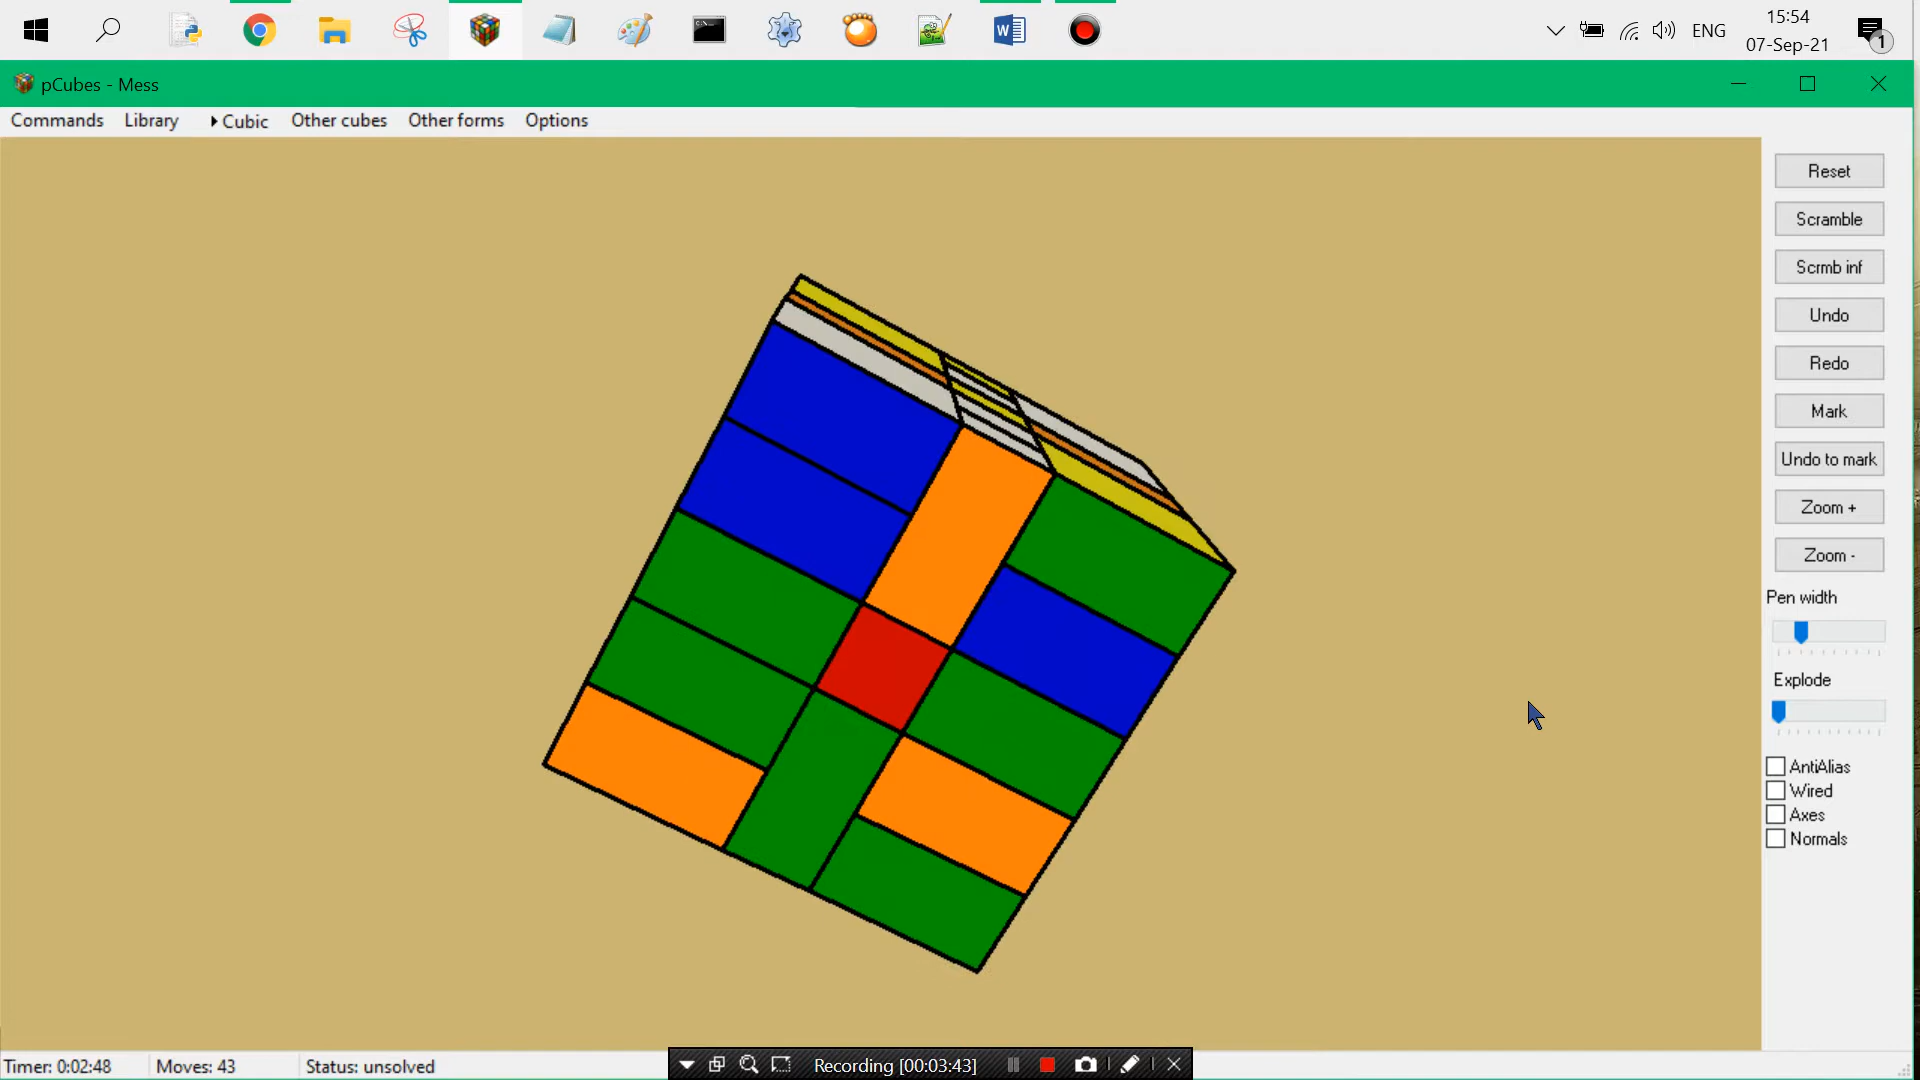 ENG
15:54
07-Sep-21
1
pCubes - Mess
Commands Library Cubic Other cubes Other forms Options
Reset
Scramble
Scrmb inf
Undo
Redo
Mark
Undo to mark
Zoom +
Zoom -
Pen width
Explode
AntiAlias
Wired
Axes
Normals
Timer: 0:02:48 Moves: 43 Status: unsolved
Recording [00:03:43]